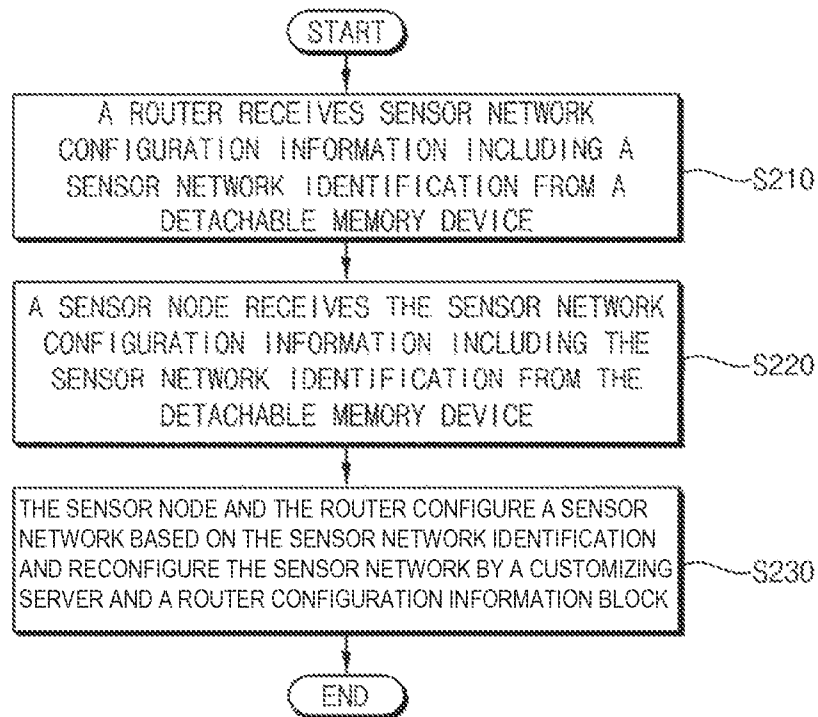 START
A ROUTER RECEIVES SENSOR NETWORK
CONFIGURATION INFORMATION INCLUDING A
SENSOR NETWORK IDENTIFICATION FROM A
DETACHABLE MEMORY DEVICE
S210
A SENSOR NODE RECEIVES THE SENSOR NETWORK
CONFIGURATION INFORMATION INCLUDING THE
SENSOR NETWORK IDENTIFICATION FROM THE
DETACHABLE MEMORY DEVICE
S220
THE SENSOR NODE AND THE ROUTER CONFIGURE A SENSOR
NETWORK BASED ON THE SENSOR NETWORK IDENTIFICATION
AND RECONFIGURE THE SENSOR NETWORK BY A CUSTOMIZING
SERVER AND A ROUTER CONFIGURATION INFORMATION BLOCK
S230
END